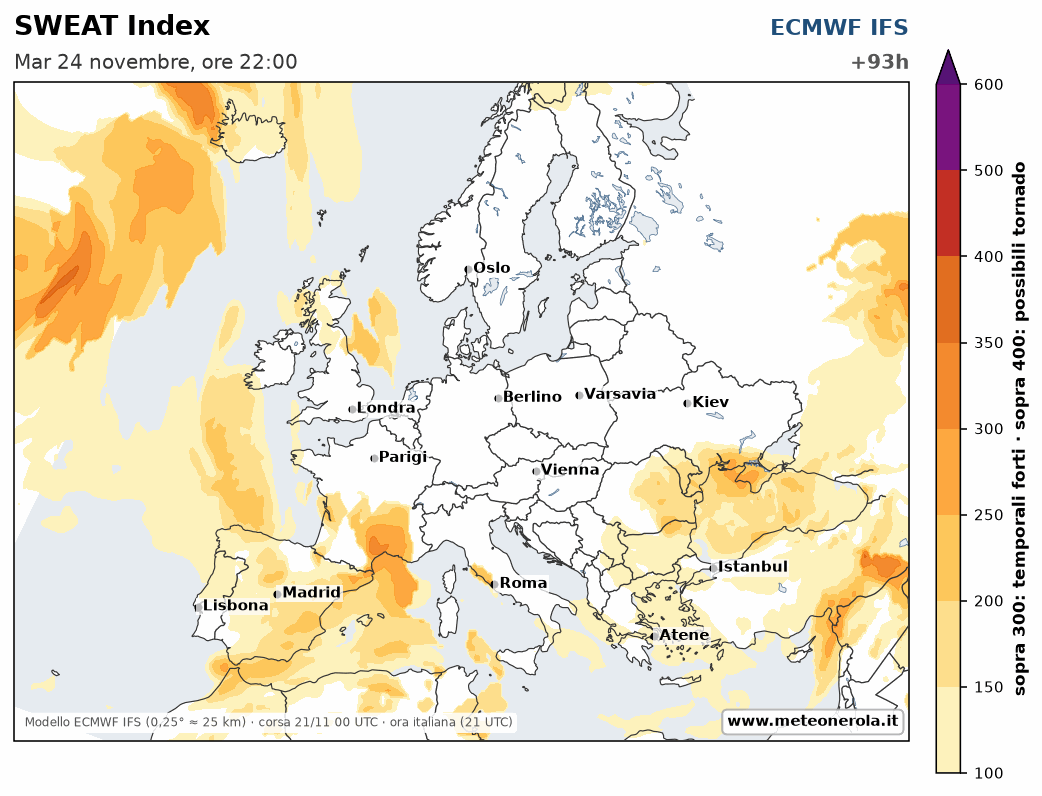 SWEAT Index
ECMWF IFS
Mar 24 novembre, ore 22:00
+93h
Oslo
Berlino
Varsavia
Kiev
Londra
Parigi
Vienna
Istanbul
Roma
Madrid
Lisbona
Atene
Modello ECMWF IFS (0,25° ≈ 25 km) · corsa 21/11 00 UTC · ora italiana (21 UTC)
www.meteonerola.it
600
500
400
350
300
250
200
150
100
sopra 300: temporali forti · sopra 400: possibili tornado